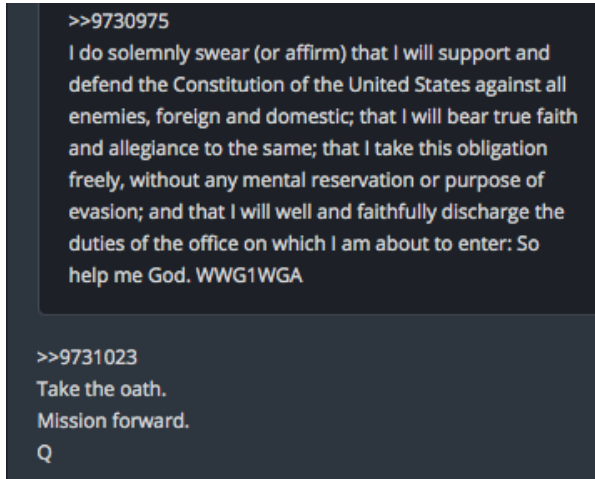 >>9730975
I do solemnly swear (or affirm) that I will support and
defend the Constitution of the United States against all
enemies, foreign and domestic; that I will bear true faith
and allegiance to the same; that I take this obligation
freely, without any mental reservation or purpose of
evasion; and that I will well and faithfully discharge the
duties of the office on which I am about to enter: So
help me God. WWG1WGA
>>9731023
Take the oath.
Mission forward.
Q